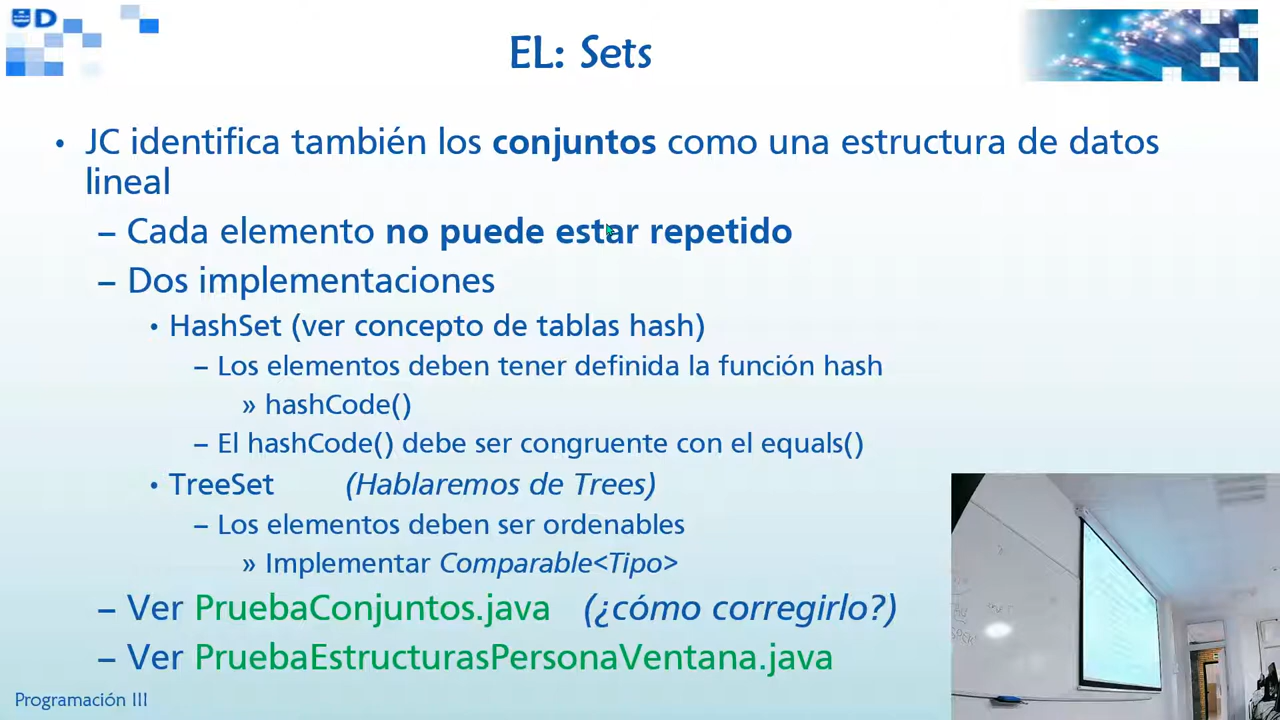 D
EL: Sets
• JC identifica también los conjuntos como una estructura de datos
lineal
– Cada elemento no puede estar repetido
– Dos implementaciones
• HashSet (ver concepto de tablas hash)
– Los elementos deben tener definida la función hash
» hashCode()
– El hashCode() debe ser congruente con el equals()
• TreeSet (Hablaremos de Trees)
– Los elementos deben ser ordenables
» Implementar Comparable<Tipo>
– Ver PruebaConjuntos.java (¿cómo corregirlo?)
– Ver PruebaEstructurasPersonaVentana.java
Programación III